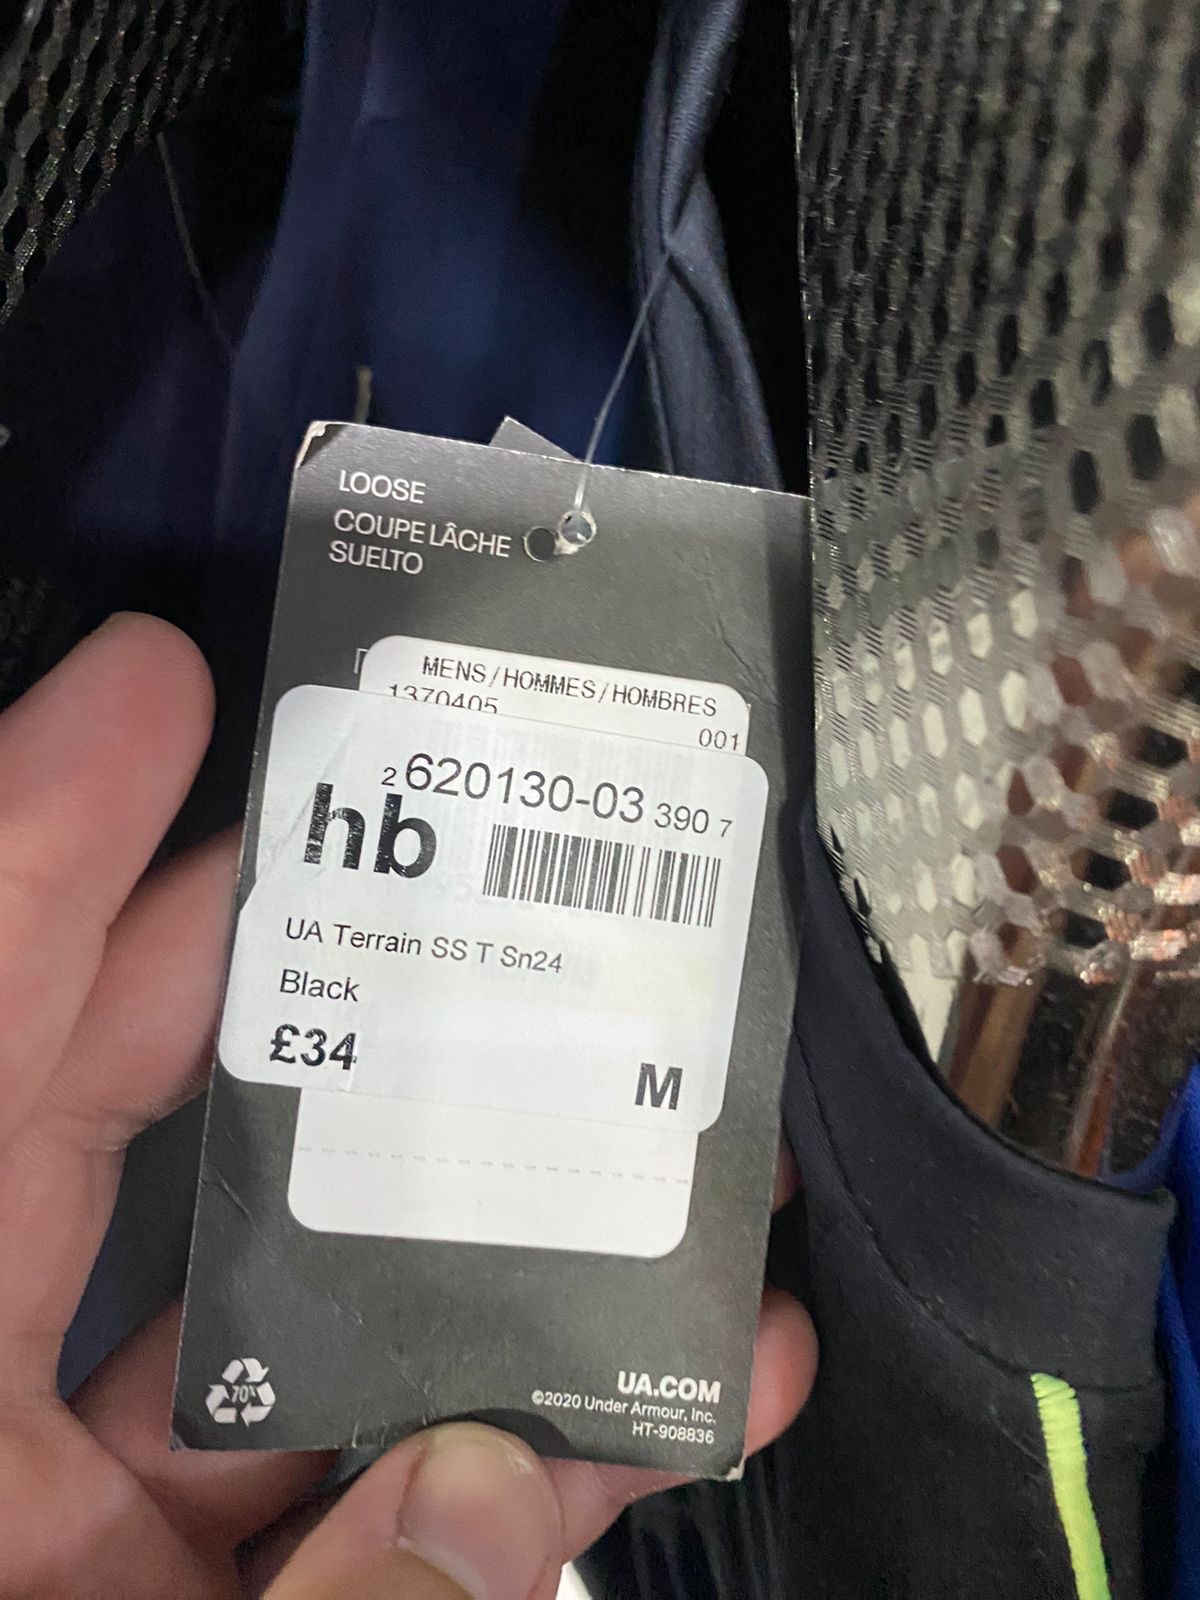 LOOSE
COUPE LÂCHE
SUELTO
MENS/HOMMES/HOMBRES
1370405
001
2 620130-03 390 7
hb
UA Terrain SS T Sn24
Black
£34
M
70%
UA.COM
©2020 Under Armour, Inc.
HT-908836